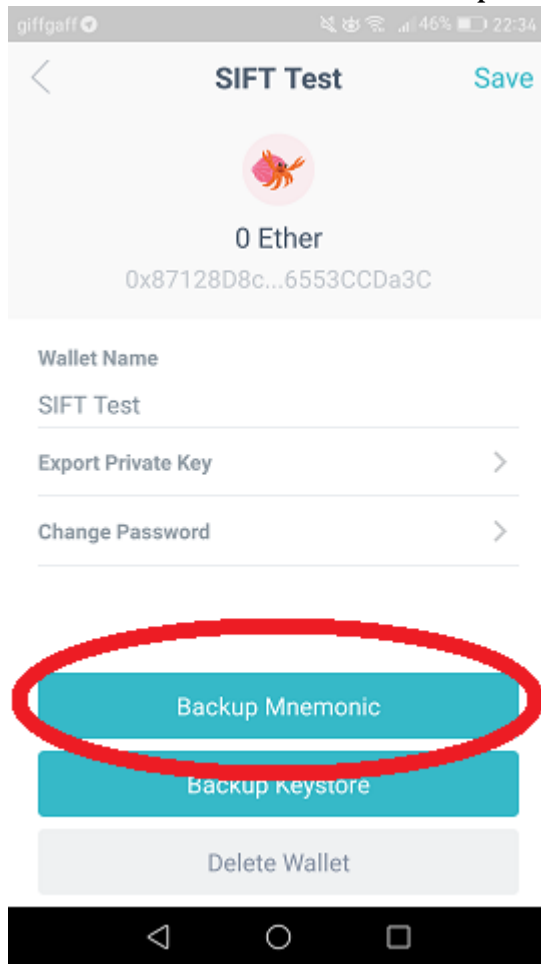 giffgaff 46% 22:34
SIFT Test Save
0 Ether
0x87128D8c...6553CCDa3C
Wallet Name
SIFT Test
Export Private Key
Change Password
Backup Mnemonic
Backup Keystore
Delete Wallet